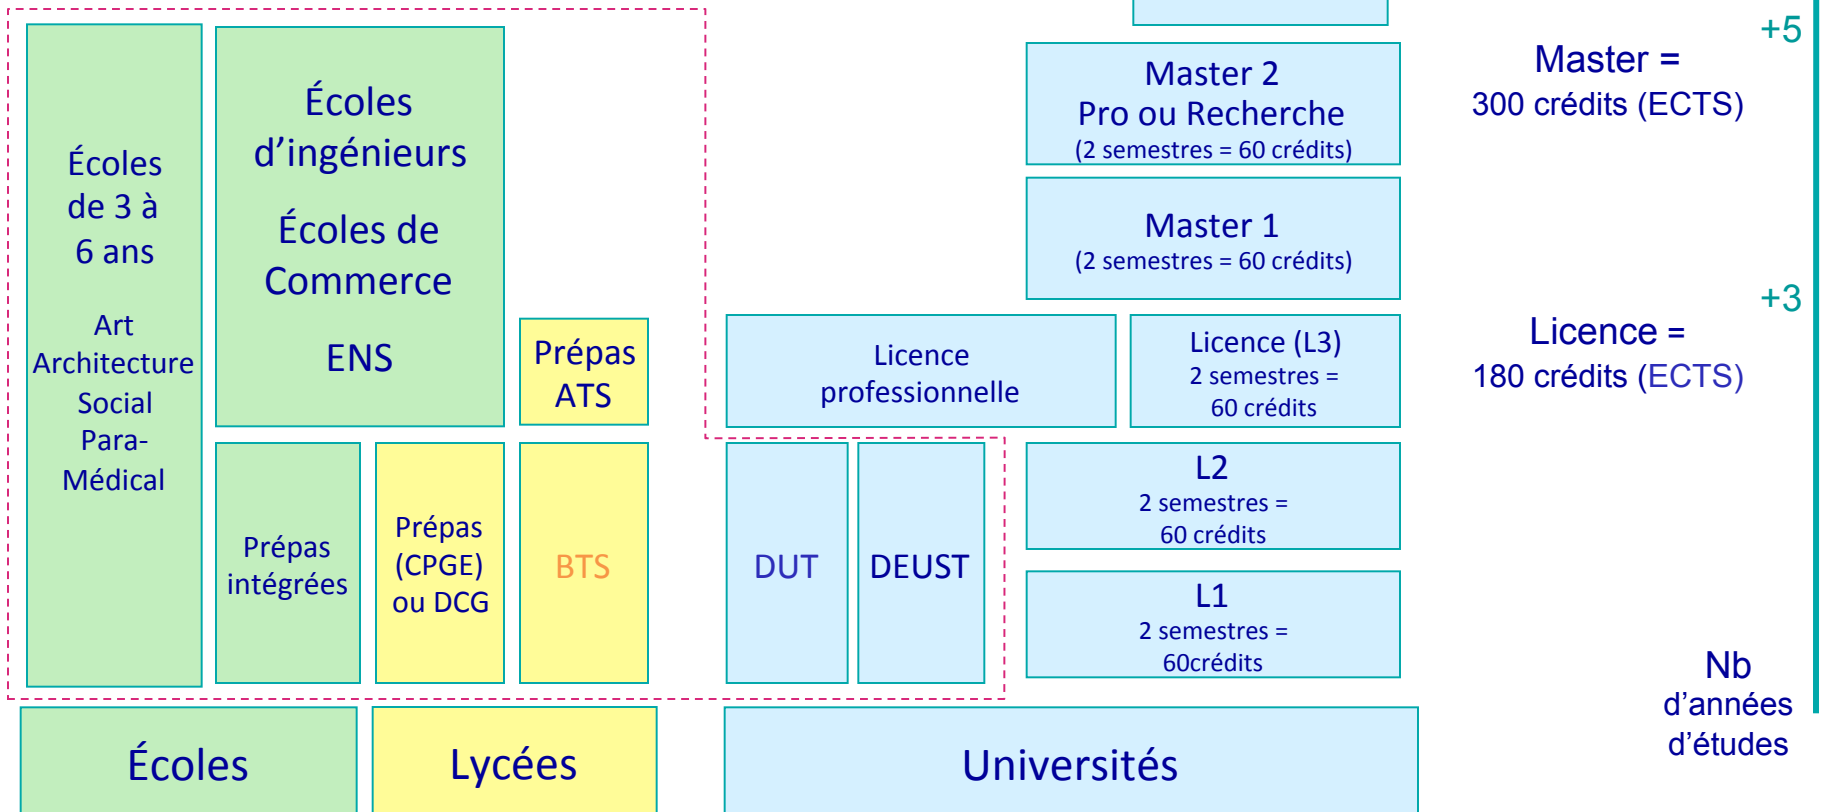 +5
Master 2
Pro ou Recherche
(2 semestres = 60 crédits)
Master =
300 crédits (ECTS)
Écoles
d’ingénieurs
Écoles de
Commerce
ENS
Écoles
de 3 à
6 ans
Art
Architecture
Social
Para-
Médical
Master 1
(2 semestres = 60 crédits)
+3
Prépas
ATS
Licence
professionnelle
Licence (L3)
2 semestres =
60 crédits
Licence =
180 crédits (ECTS)
Prépas
intégrées
Prépas
(CPGE)
ou DCG
BTS
DUT
DEUST
L2
2 semestres =
60 crédits
L1
2 semestres =
60crédits
Nb
d’années
d’études
Écoles
Lycées
Universités